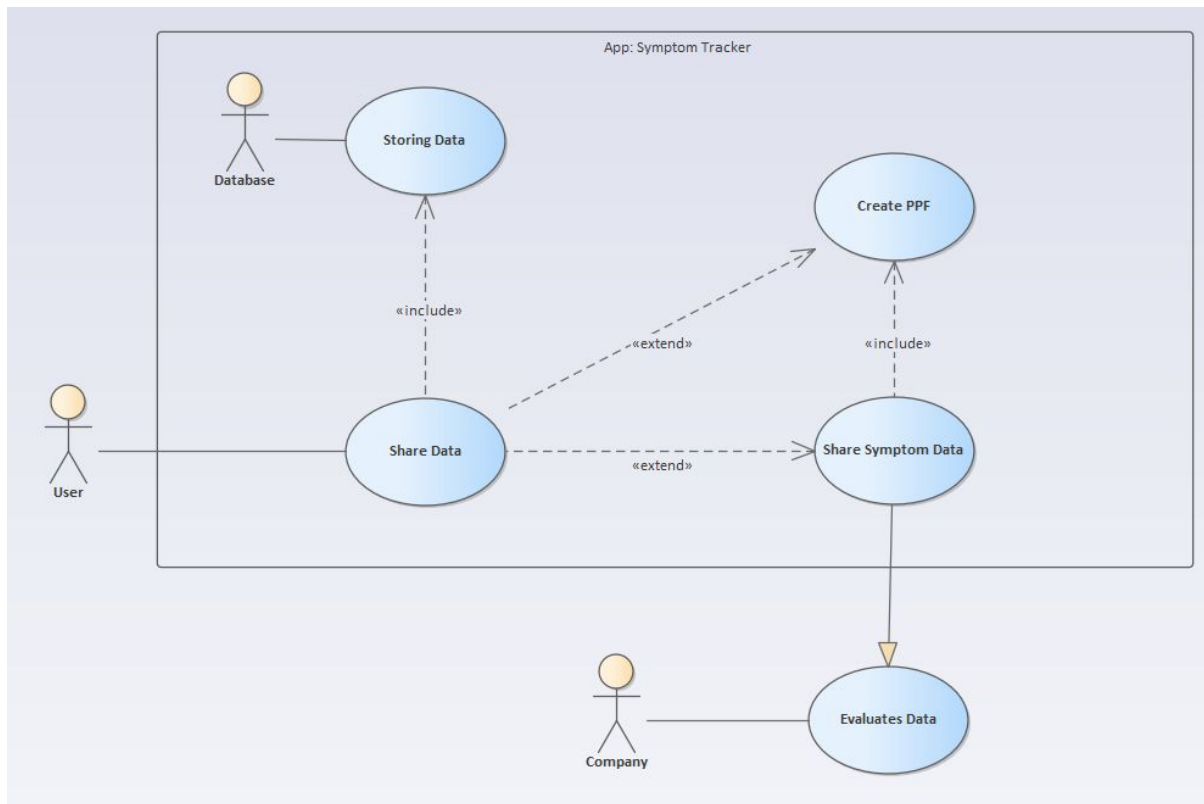 App: Symptom Tracker
Storing Data
Database
Create PPF
«include»
«extend»
«include»
Share Data
Share Symptom Data
«extend»
User
Evaluates Data
Company